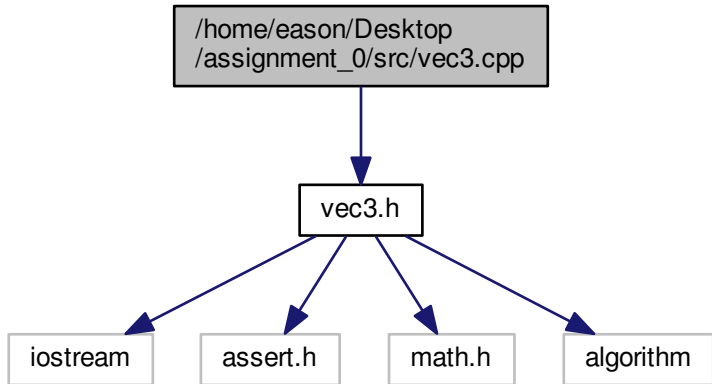 /home/eason/Desktop
/assignment_0/src/vec3.cpp
vec3.h
iostream
assert.h
math.h
algorithm